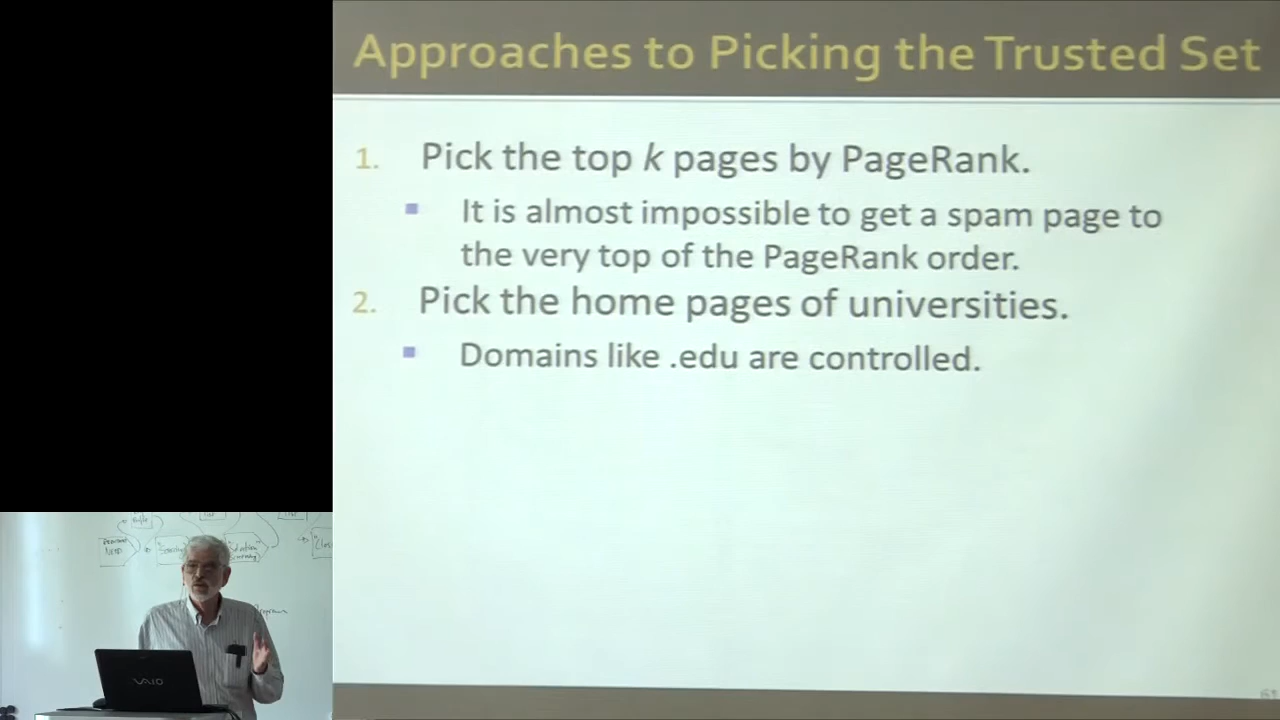 Approaches to Picking the Trusted Set
1. Pick the top k pages by PageRank.
It is almost impossible to get a spam page to
the very top of the PageRank order.
2. Pick the home pages of universities.
Domains like .edu are controlled.
VAIO